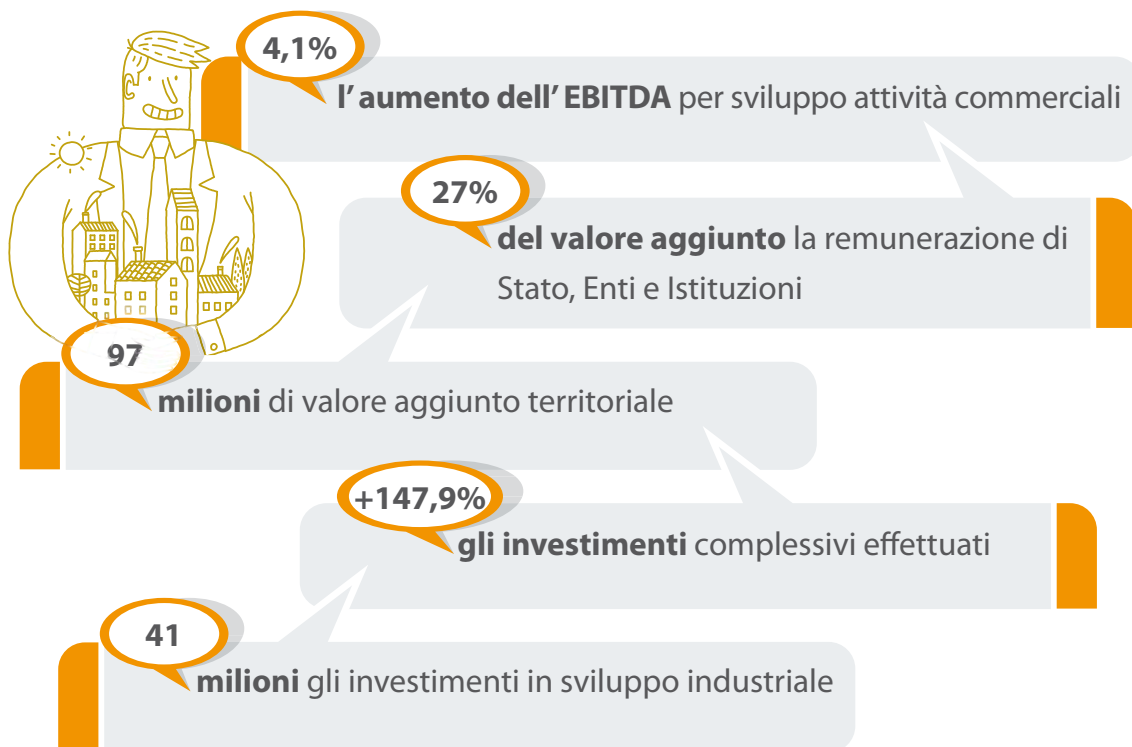 4,1%
l'aumento dell'EBITDA per sviluppo attività commerciali
27%
del valore aggiunto la remunerazione di
Stato, Enti e Istituzioni
97
milioni di valore aggiunto territoriale
+147,9%
gli investimenti complessivi effettuati
41
milioni gli investimenti in sviluppo industriale